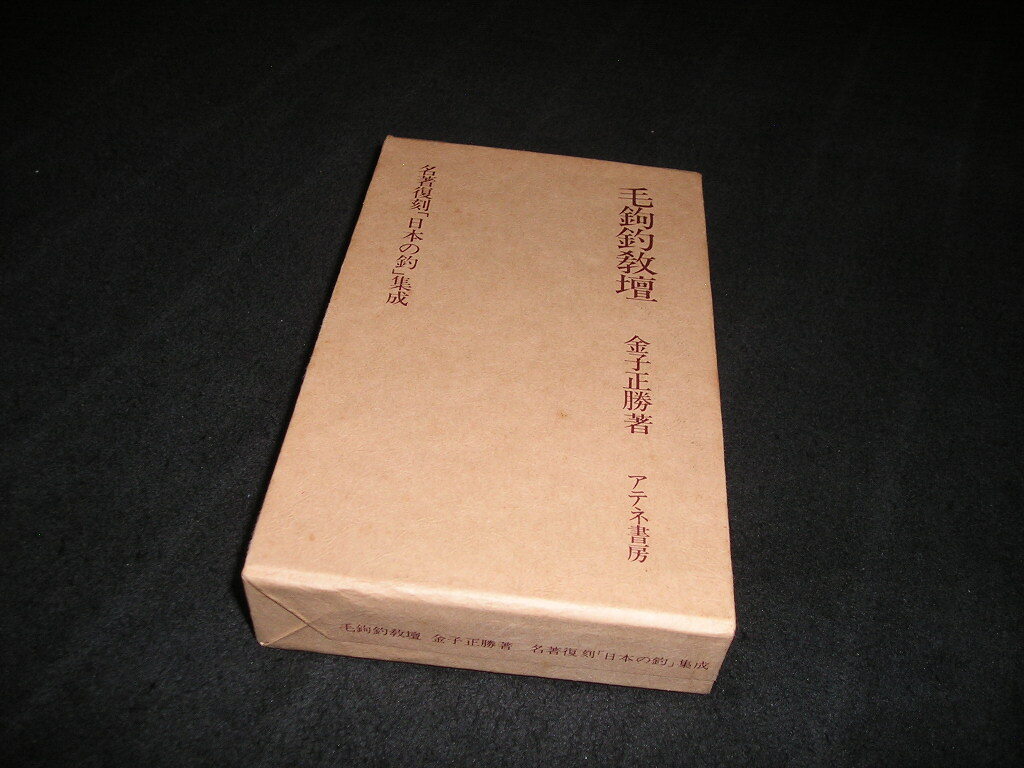 毛鉤釣教壇 金子正勝著 アテネ書房
名著復刻「日本の釣」集成
毛鉤釣教壇 金子正勝著 名著復刻「日本の釣」集成